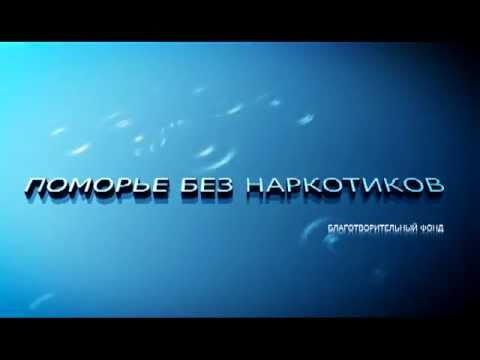 ПОМОРЬЕ БЕЗ НАРКОТИКОВ
БЛАГОТВОРИТЕЛЬНЫЙ ФОНД